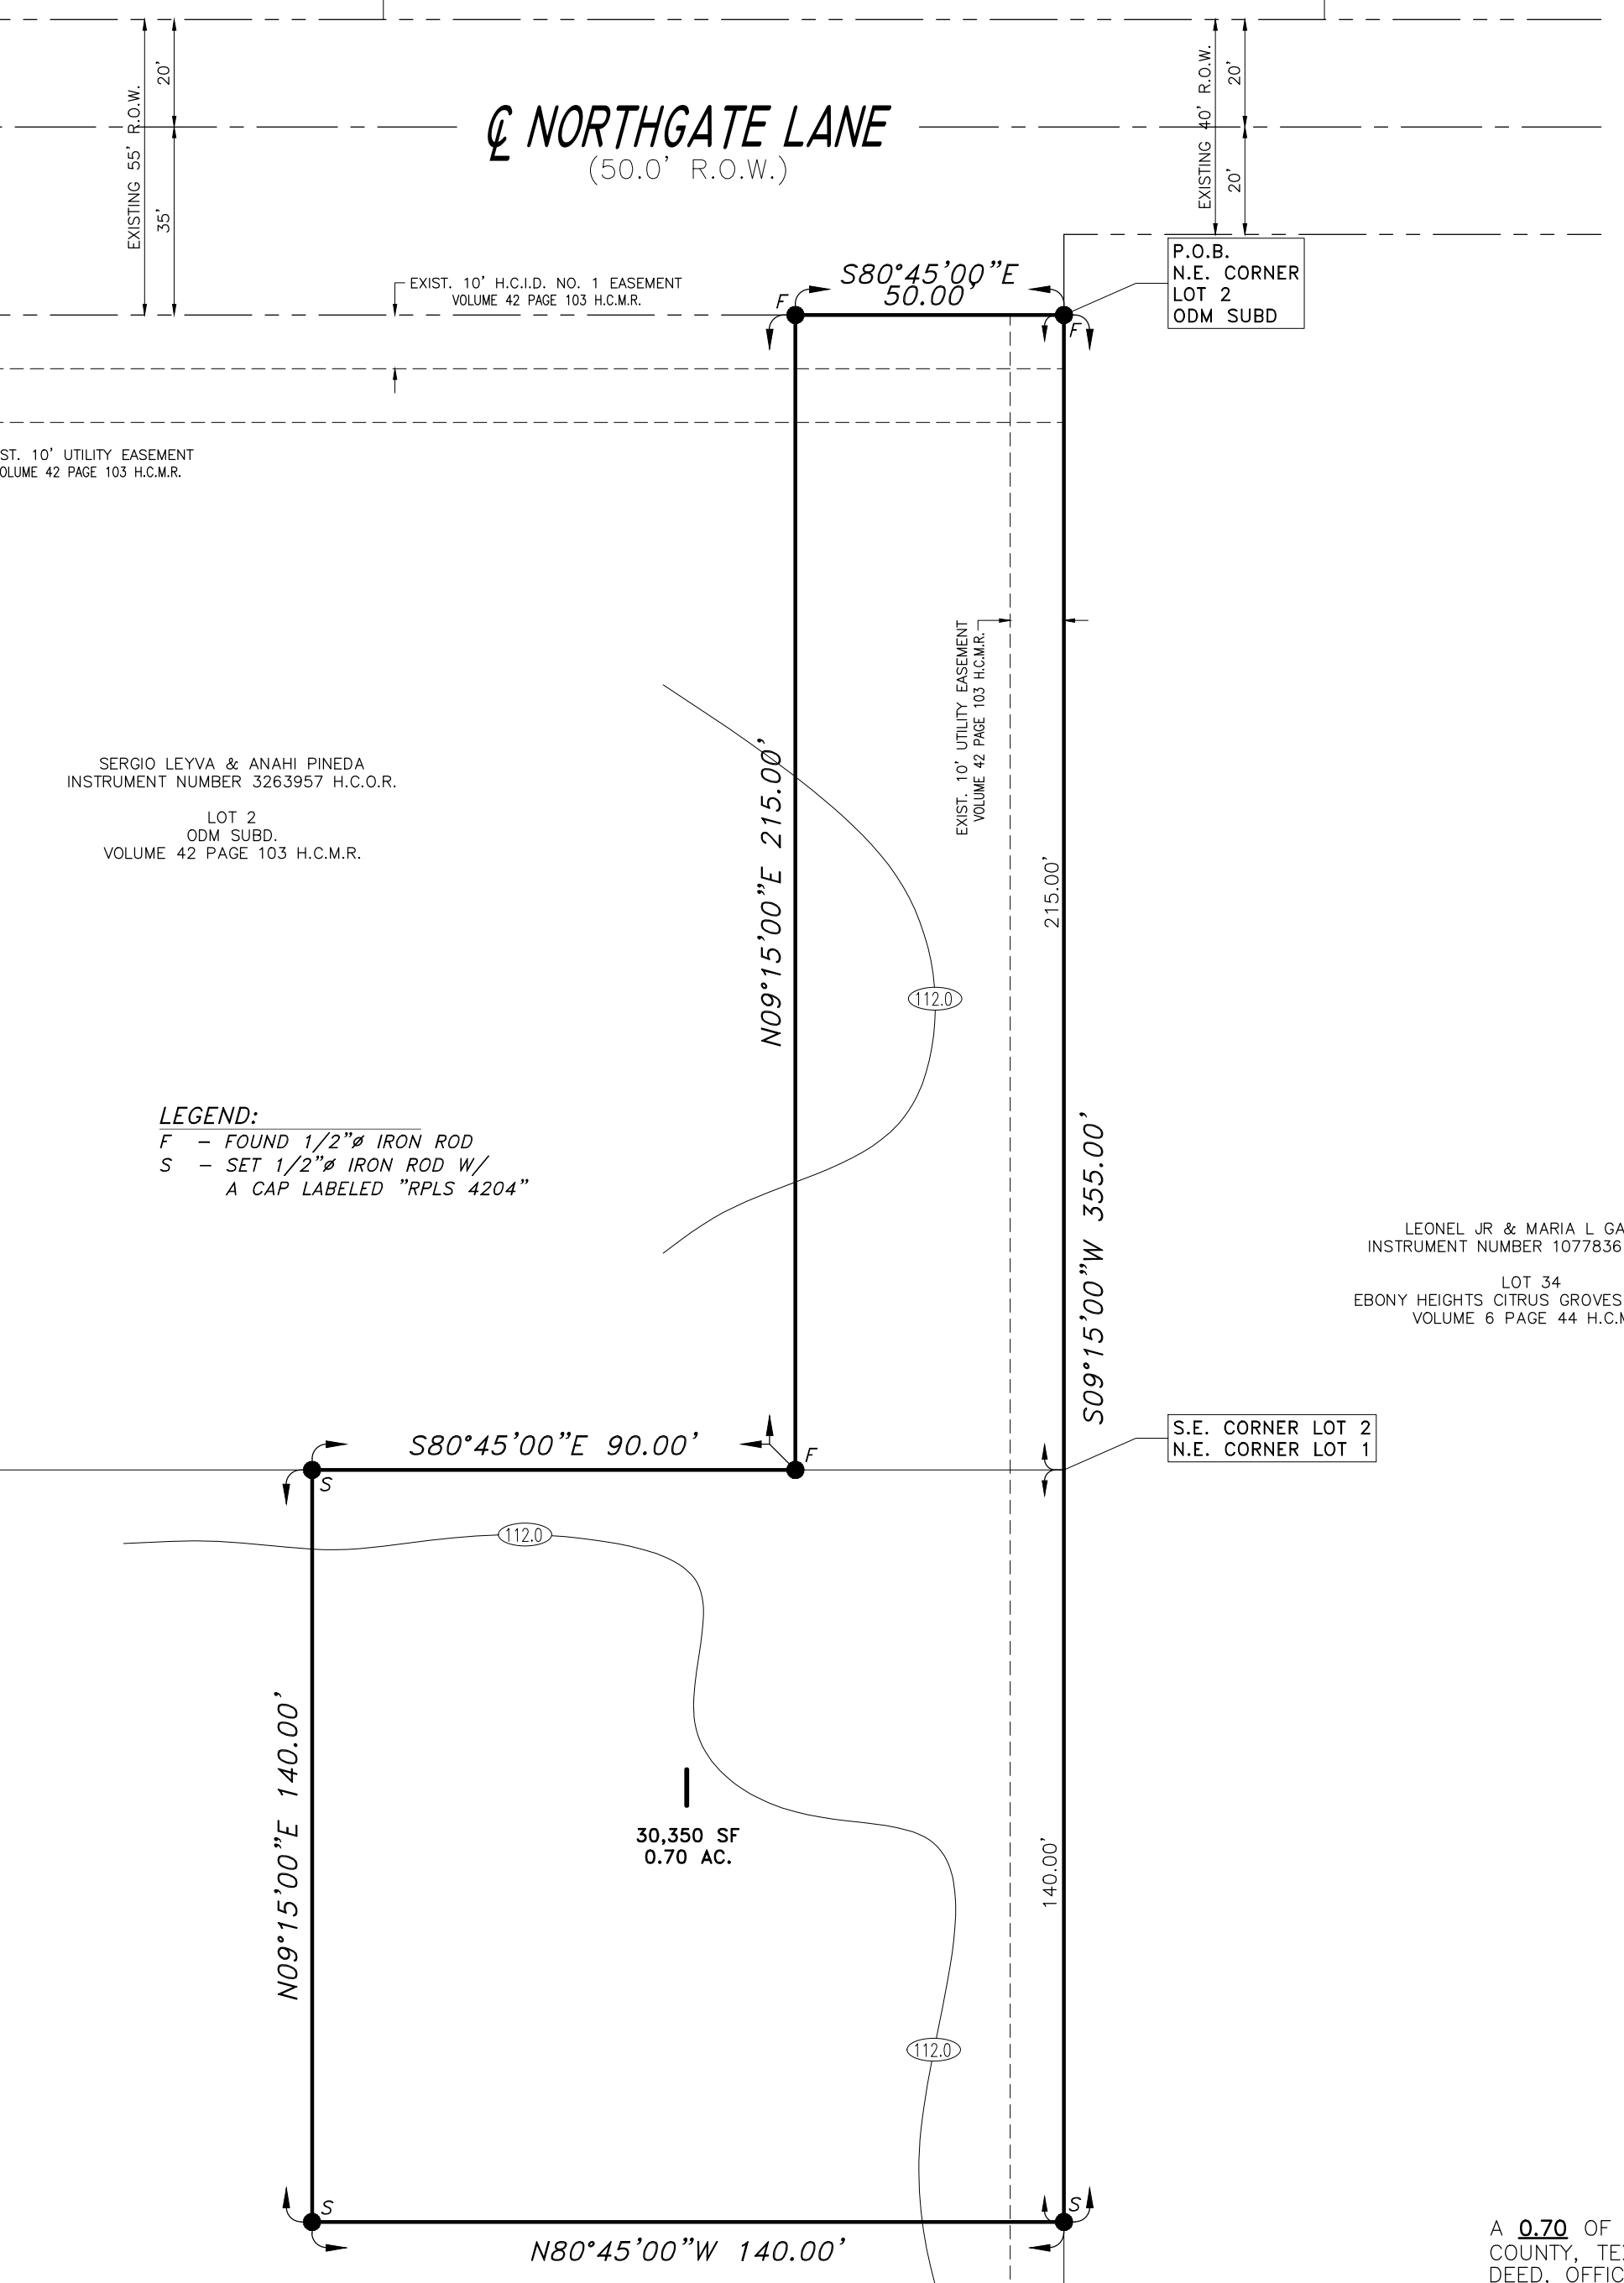 EXISTING 55' R.O.W.
20'
35'
℄ NORTHGATE LANE
(50.0' R.O.W.)
EXISTING 40' R.O.W.
20'
20'
P.O.B.
N.E. CORNER
LOT 2
ODM SUBD
EXIST. 10' H.C.I.D. NO. 1 EASEMENT
VOLUME 42 PAGE 103 H.C.M.R.
S80°45'00"E
50.00'
F
F
ST. 10' UTILITY EASEMENT
OLUME 42 PAGE 103 H.C.M.R.
EXIST. 10' UTILITY EASEMENT
VOLUME 42 PAGE 103 H.C.M.R.
N09°15'00"E 215.00'
SERGIO LEYVA & ANAHI PINEDA
INSTRUMENT NUMBER 3263957 H.C.O.R.
LOT 2
ODM SUBD.
VOLUME 42 PAGE 103 H.C.M.R.
215.00'
112.0
LEGEND:
F – FOUND 1/2"ø IRON ROD
S – SET 1/2"ø IRON ROD W/
A CAP LABELED "RPLS 4204"
S09°15'00"W 355.00'
LEONEL JR & MARIA L GA
INSTRUMENT NUMBER 1077836
LOT 34
EBONY HEIGHTS CITRUS GROVES
VOLUME 6 PAGE 44 H.C.M
S80°45'00"E 90.00'
F
S.E. CORNER LOT 2
N.E. CORNER LOT 1
S
112.0
N09°15'00"E 140.00'
I
30,350 SF
0.70 AC.
140.00'
112.0
S
S
N80°45'00"W 140.00'
A 0.70 OF
COUNTY, TE
DEED, OFFIC